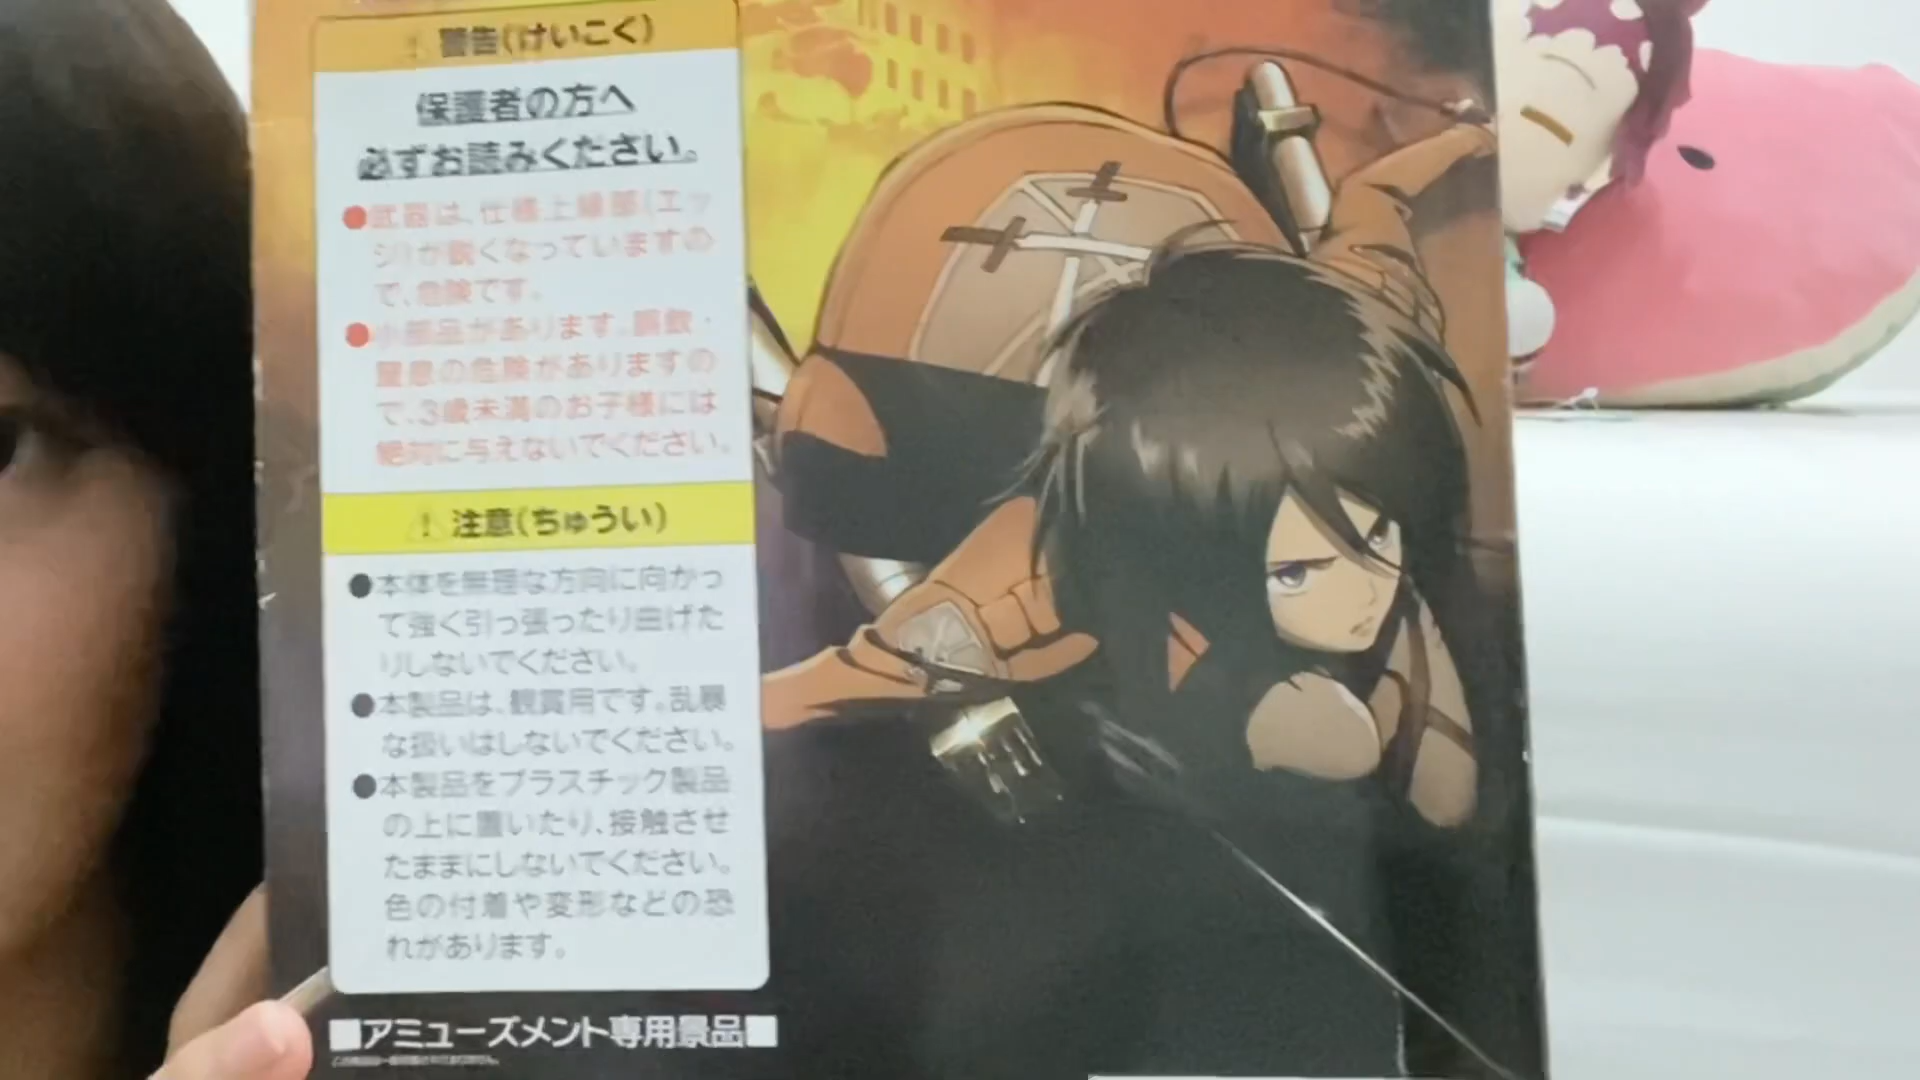 警告(けいこく)
保護者の方へ
必ずお読みください。
●武器は、仕様上縁部(エッ
ジ)が鋭くなっていますの
で、危険です。
●小部品があります。誤飲・
窒息の危険がありますの
で、3歳未満のお子様には
絶対に与えないでください。
注意(ちゅうい)
●本体を無理な方向に向かっ
て強く引っ張ったり曲げた
りしないでください。
●本製品は、観賞用です。乱暴
な扱いはしないでください。
●本製品をプラスチック製品
の上に置いたり、接触させ
たままにしないでください。
色の付着や変形などの恐
れがあります。
■アミューズメント専用景品■